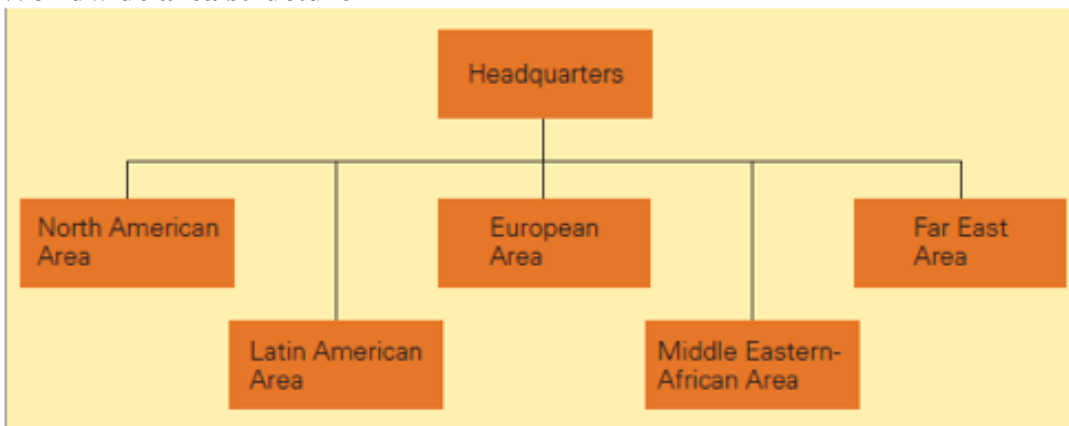 Headquarters
North American
Area
European
Area
Far East
Area
Latin American
Area
Middle Eastern-
African Area